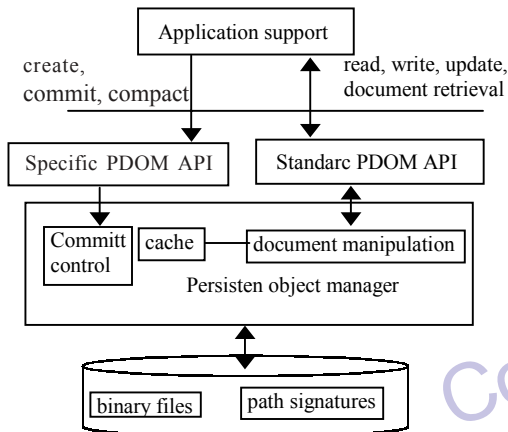 Application support
create,
commit, compact
read, write, update,
document retrieval
Specific PDOM API
Standarc PDOM API
Committ
control
cache
document manipulation
Persisten object manager
binary files
path signatures